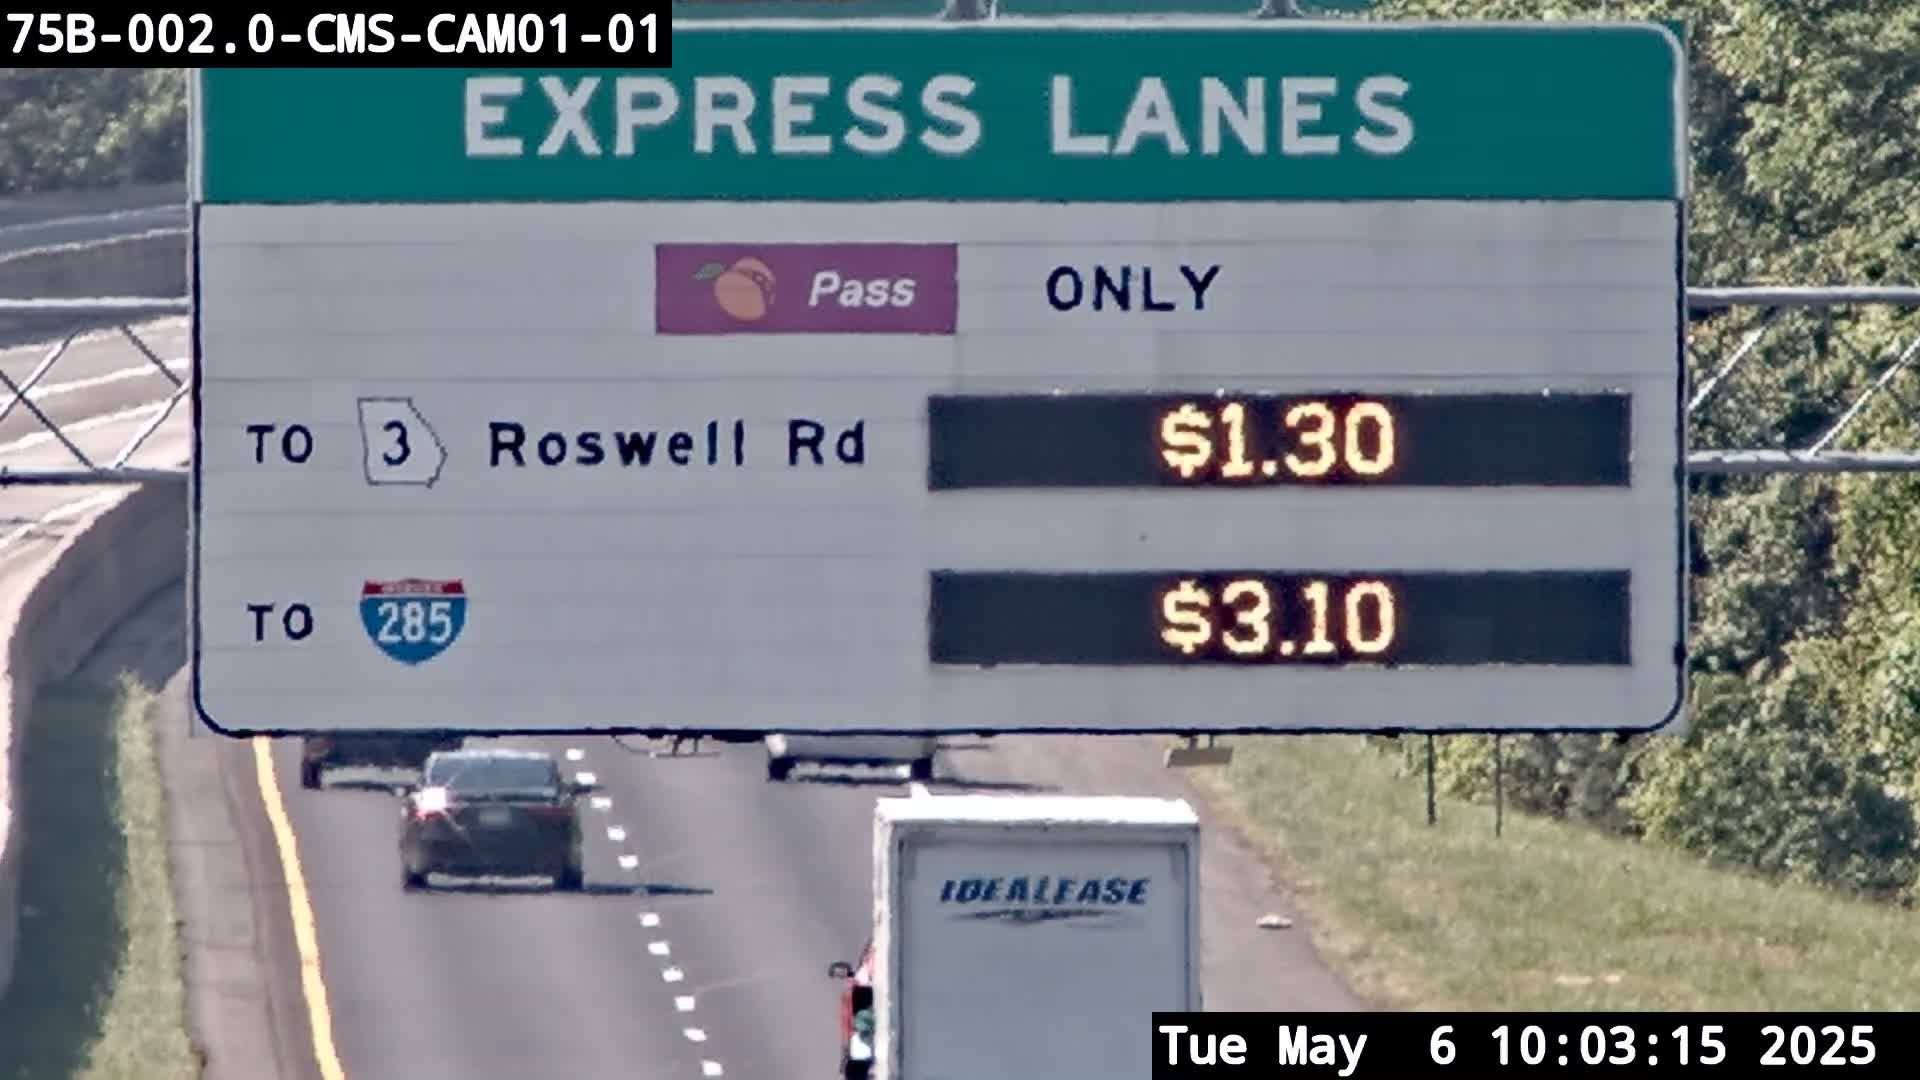 75B-002.0-CMS-CAM01-01
EXPRESS LANES
Pass ONLY
TO 3 Roswell Rd $1.30
TO 285 $3.10
IDEALEASE
Tue May 6 10:03:15 2025